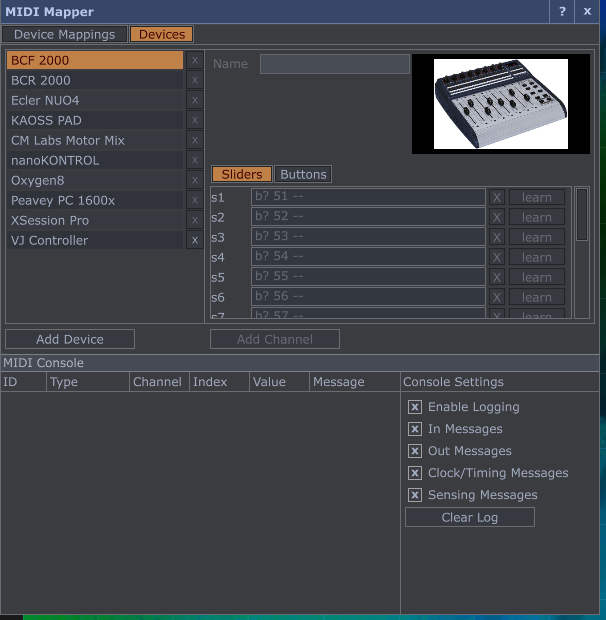 MIDI Mapper ? x
Device Mappings Devices
BCF 2000 x
BCR 2000 x
Ecler NUO4 x
KAOSS PAD x
CM Labs Motor Mix x
nanoKONTROL x
Oxygen8 x
Peavey PC 1600x x
XSession Pro x
VJ Controller x
Name
Sliders Buttons
s1 b? 51 -- X learn
s2 b? 52 -- X learn
s3 b? 53 -- X learn
s4 b? 54 -- X learn
s5 b? 55 -- X learn
s6 b? 56 -- X learn
s7 b? 57 -- X learn
Add Device Add Channel
MIDI Console
ID Type Channel Index Value Message
Console Settings
x Enable Logging
x In Messages
x Out Messages
x Clock/Timing Messages
x Sensing Messages
Clear Log